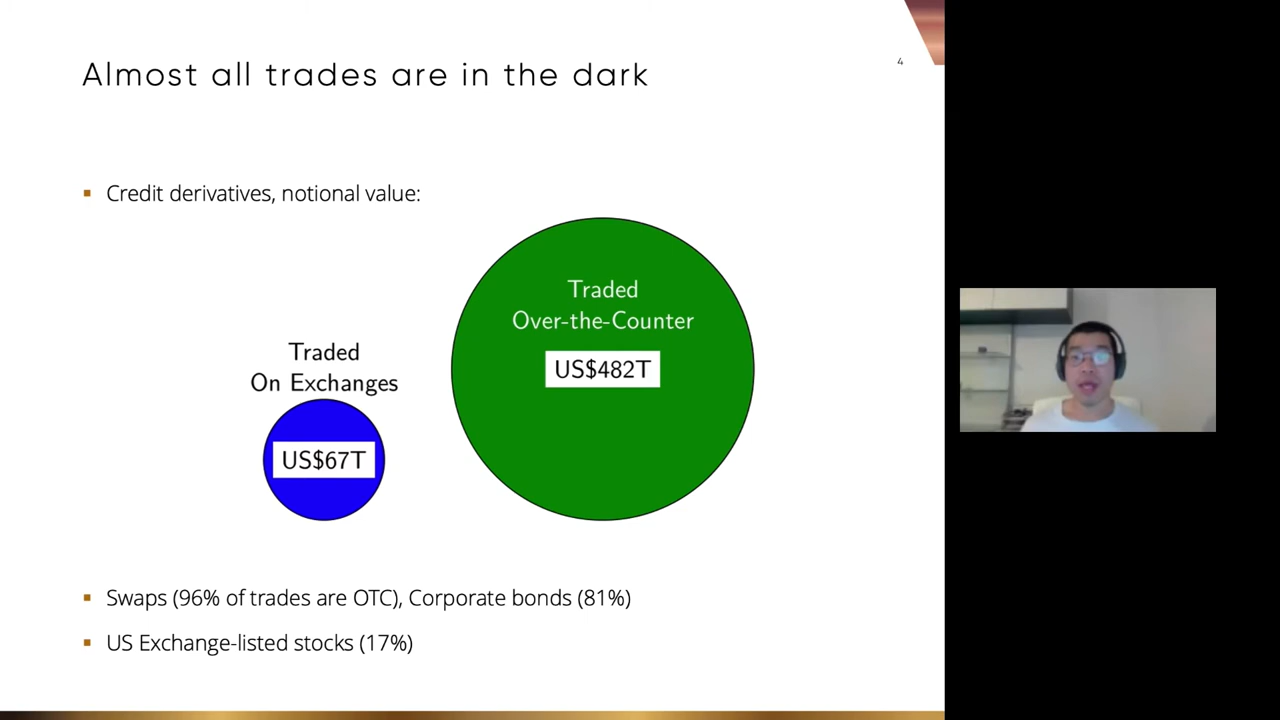 Almost all trades are in the dark
4
Credit derivatives, notional value:
Traded
Over-the-Counter
US$482T
Traded
On Exchanges
US$67T
Swaps (96% of trades are OTC), Corporate bonds (81%)
US Exchange-listed stocks (17%)